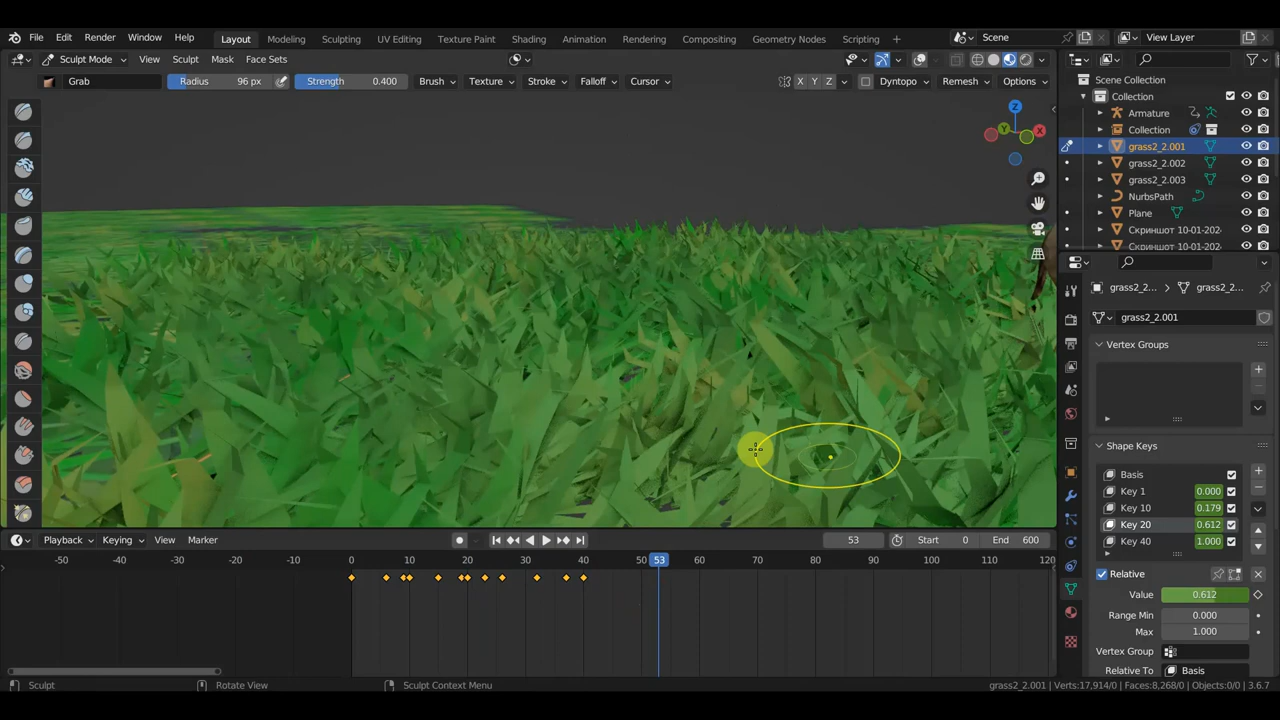 File Edit Render Window Help Layout Modeling Sculpting UV Editing Texture Paint Shading Animation Rendering Compositing Geometry Nodes Scripting + Scene View Layer
Sculpt Mode View Sculpt Mask Face Sets
Grab Radius 96 px Strength 0.400 Brush Texture Stroke Falloff Cursor X Y Z Dyntopo Remesh Options
Scene Collection
Collection
Armature
Collection
grass2_2.001
grass2_2.002
grass2_2.003
NurbsPath
Plane
Скриншот 10-01-202
Скриншот 10-01-202
Z
Y
X
grass2_2... > grass2_2...
grass2_2.001
Vertex Groups
Shape Keys
Basis
Key 1 0.000
Key 10 0.179
Key 20 0.612
Key 40 1.000
Relative
Value 0.612
Range Min 0.000
Max 1.000
Vertex Group
Relative To Basis
Playback Keying View Marker 53 Start 0 End 600
-50 -40 -30 -20 -10 0 10 20 30 40 50 53 60 70 80 90 100 110 120
Sculpt Rotate View Sculpt Context Menu grass2_2.001 | Verts:17,914/0 | Faces:8,268/0 | Objects:0/0 | 3.6.7